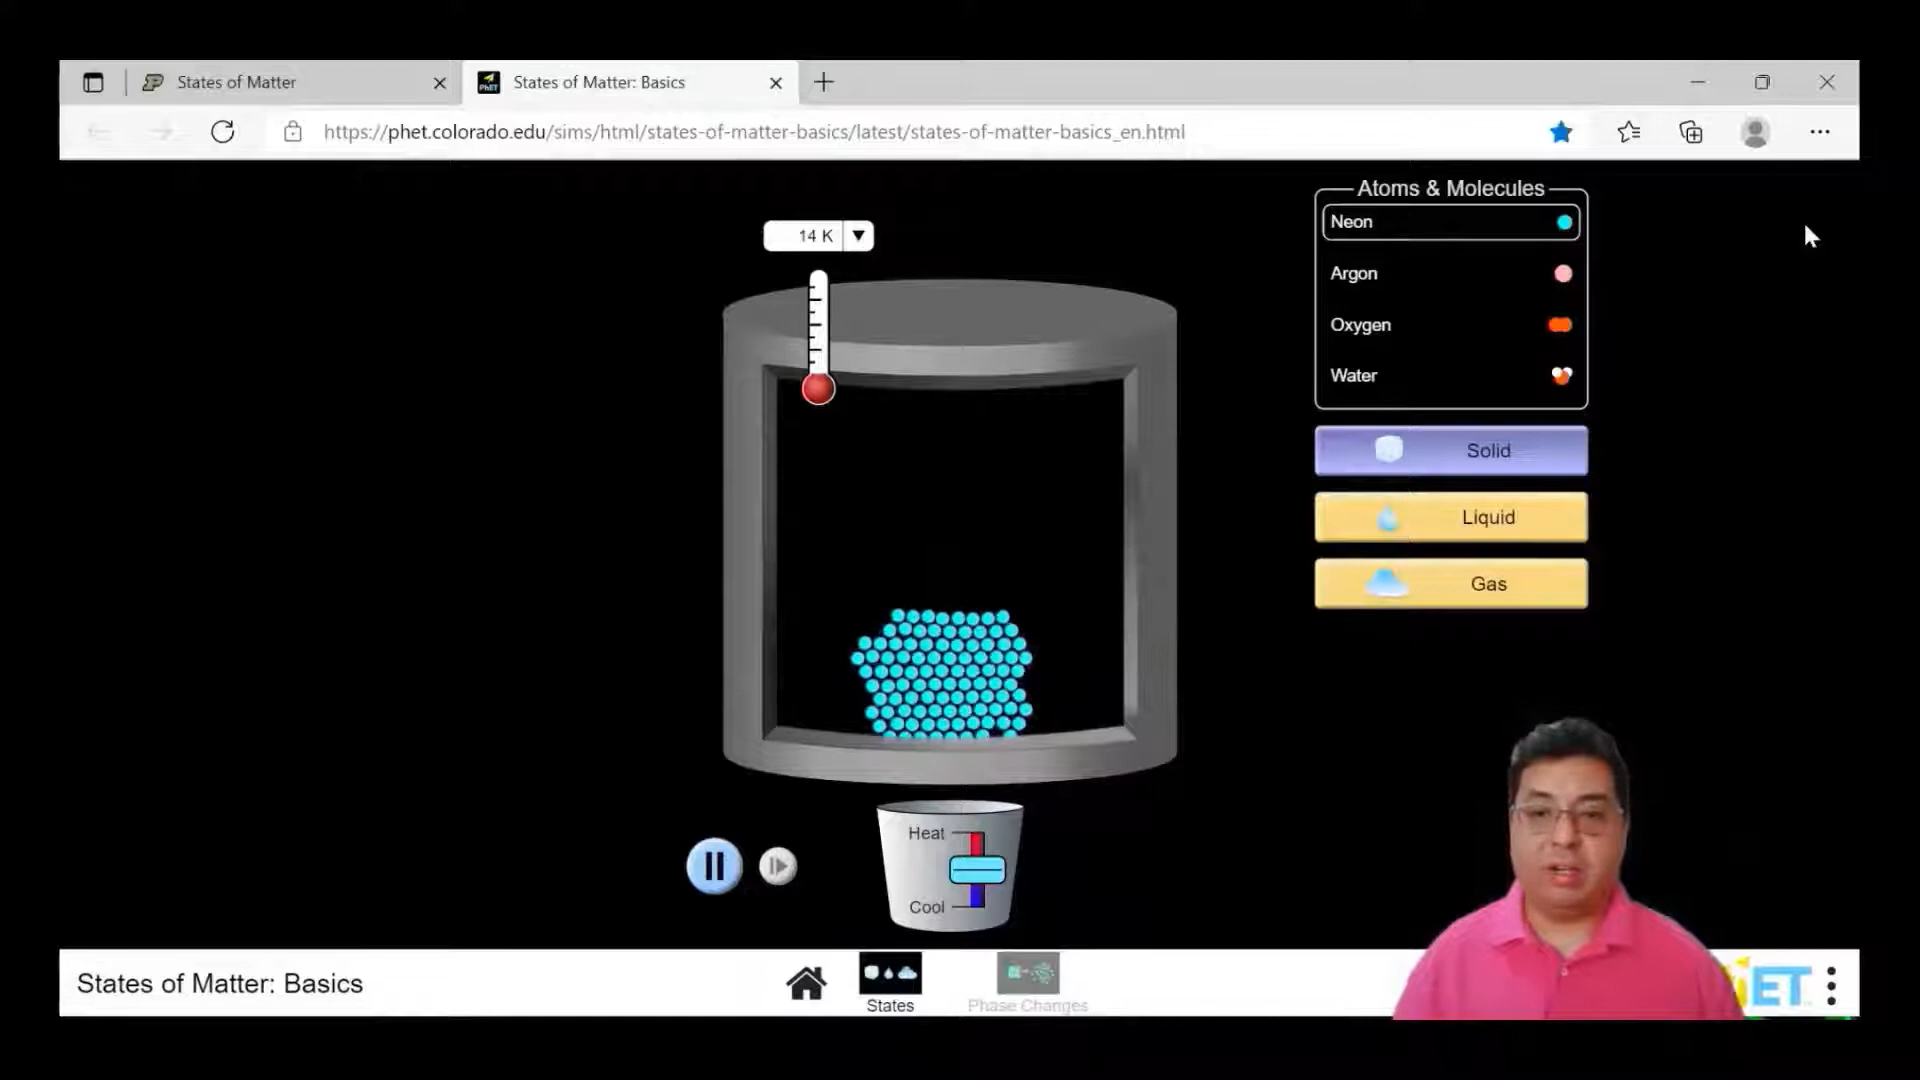 States of Matter
PhET
States of Matter: Basics
https://phet.colorado.edu/sims/html/states-of-matter-basics/latest/states-of-matter-basics_en.html
14 K
Atoms & Molecules
Neon
Argon
Oxygen
Water
Solid
Liquid
Gas
Heat
Cool
States of Matter: Basics
States
Phase Changes
ET